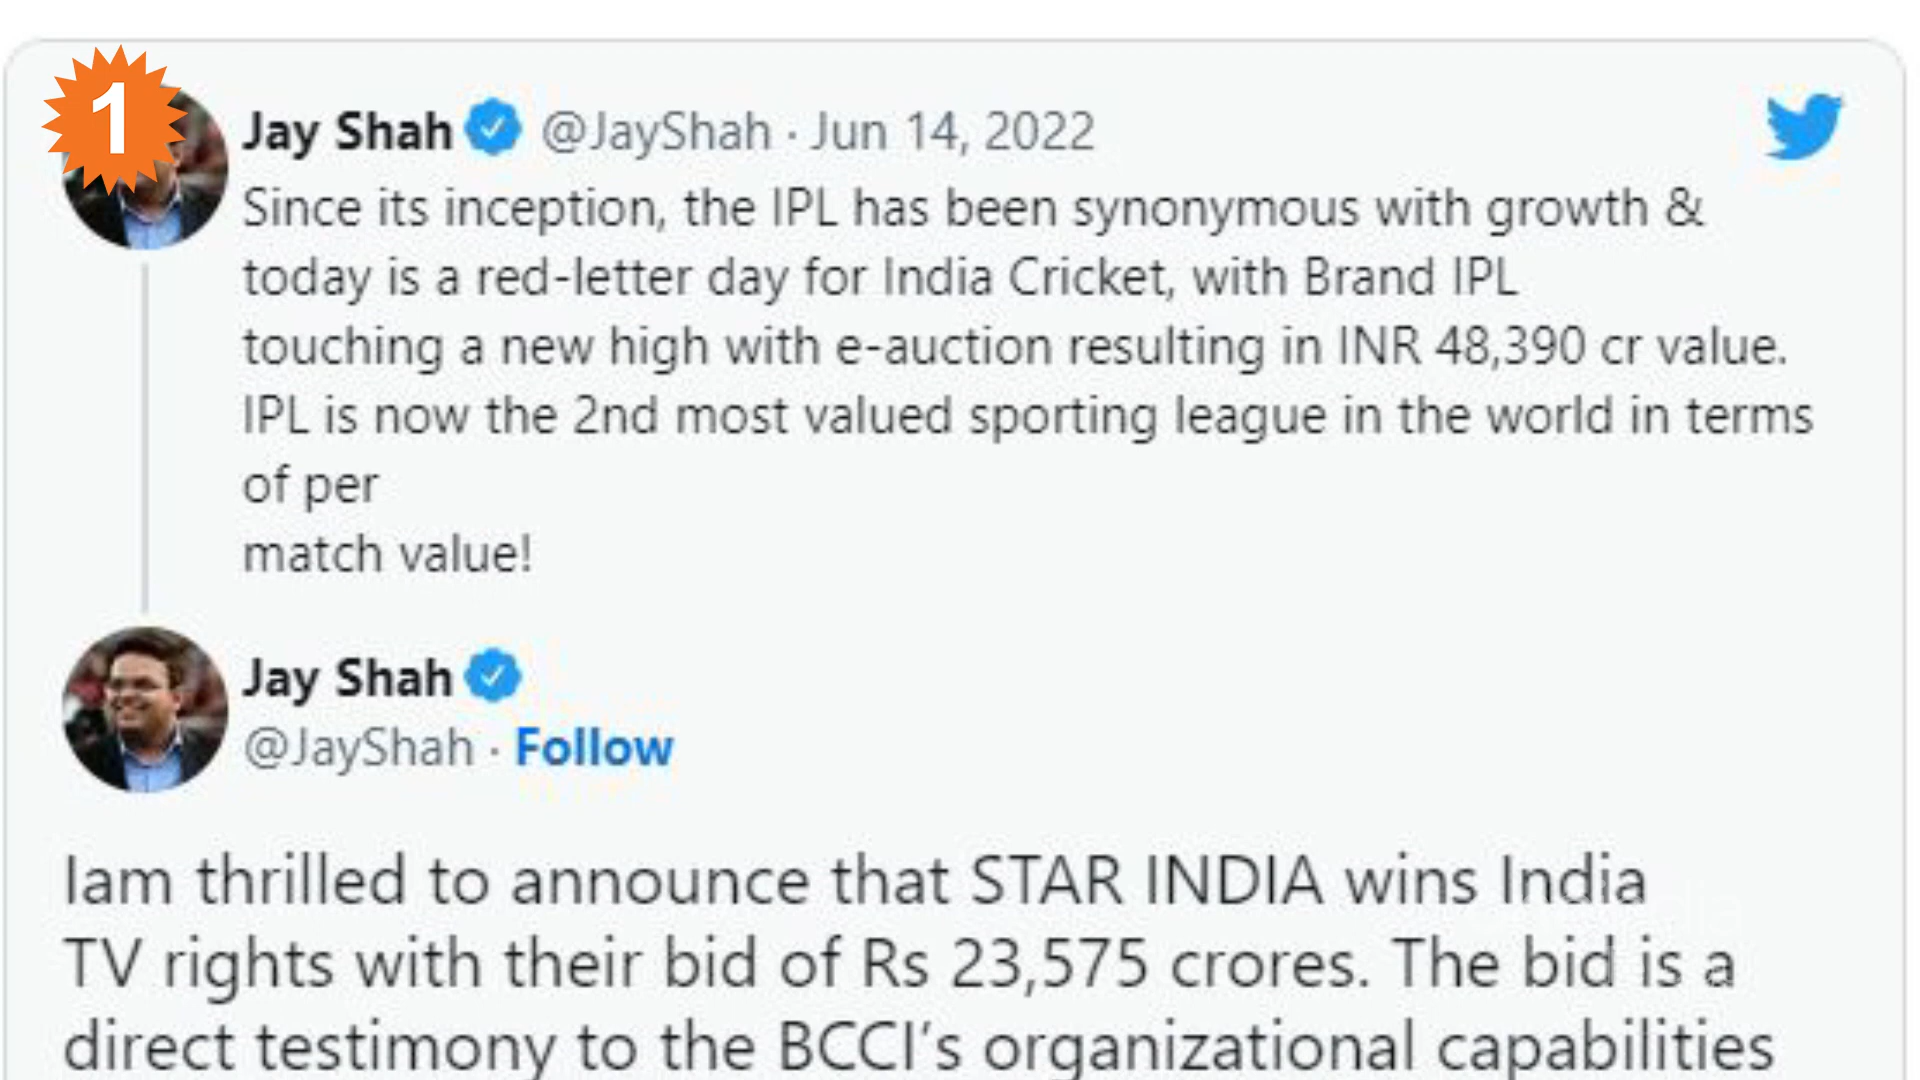 1
Jay Shah @JayShah · Jun 14, 2022
Since its inception, the IPL has been synonymous with growth &
today is a red-letter day for India Cricket, with Brand IPL
touching a new high with e-auction resulting in INR 48,390 cr value.
IPL is now the 2nd most valued sporting league in the world in terms
of per
match value!
Jay Shah
@JayShah · Follow
Iam thrilled to announce that STAR INDIA wins India
TV rights with their bid of Rs 23,575 crores. The bid is a
direct testimony to the BCCI’s organizational capabilities